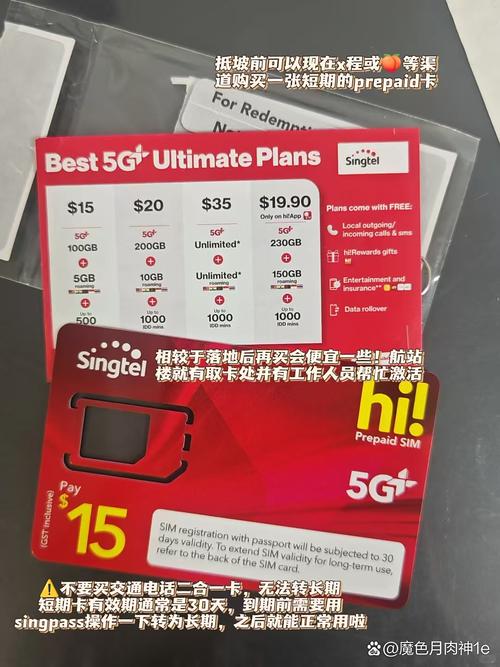 抵坡前可以现在x程或🍑等渠
道购买一张短期的prepaid卡
For Redempti
Best 5G+ Ultimate Plans
Singtel
$15
$20
$35
$19.90
Only on hi!App
5G+
100GB
5G+
200GB
5G+
Unlimited*
5G+
230GB
+
+
+
+
5GB
roaming
10GB
roaming
Unlimited*
roaming
150GB
roaming
+
+
+
+
Up to
500
Up to
1000
IDD mins
Up to
1000
IDD mins
1000
IDD mins
Plans come with FREE:
Local outgoing/
incoming calls & sms
hi!Rewards gifts
Entertainment and
insurance**
Data rollover
相较于落地后再买会便宜一些！航站
楼就有取卡处并有工作人员帮忙激活
Singtel
hi!
Prepaid SIM
5G+
Pay
$15
(GST inclusive)
SIM registration with passport will be subjected to 30
days validity. To extend SIM validity for long-term use,
refer to the back of the SIM card.
⚠️不要买交通电话二合一卡，无法转长期
短期卡有效期通常是30天，到期前需要用
singpass操作一下转为长期，之后就能正常用啦
@魔色月肉神1e